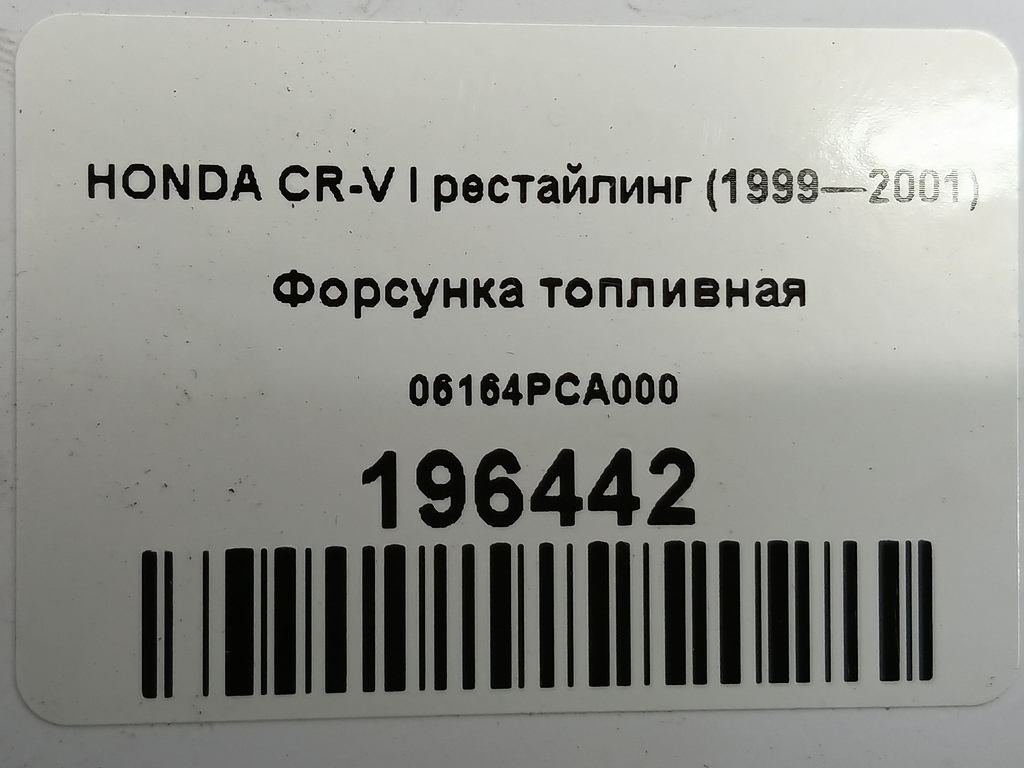 HONDA CR-V I рестайлинг (1999—2001)
Форсунка топливная
06164PCA000
196442